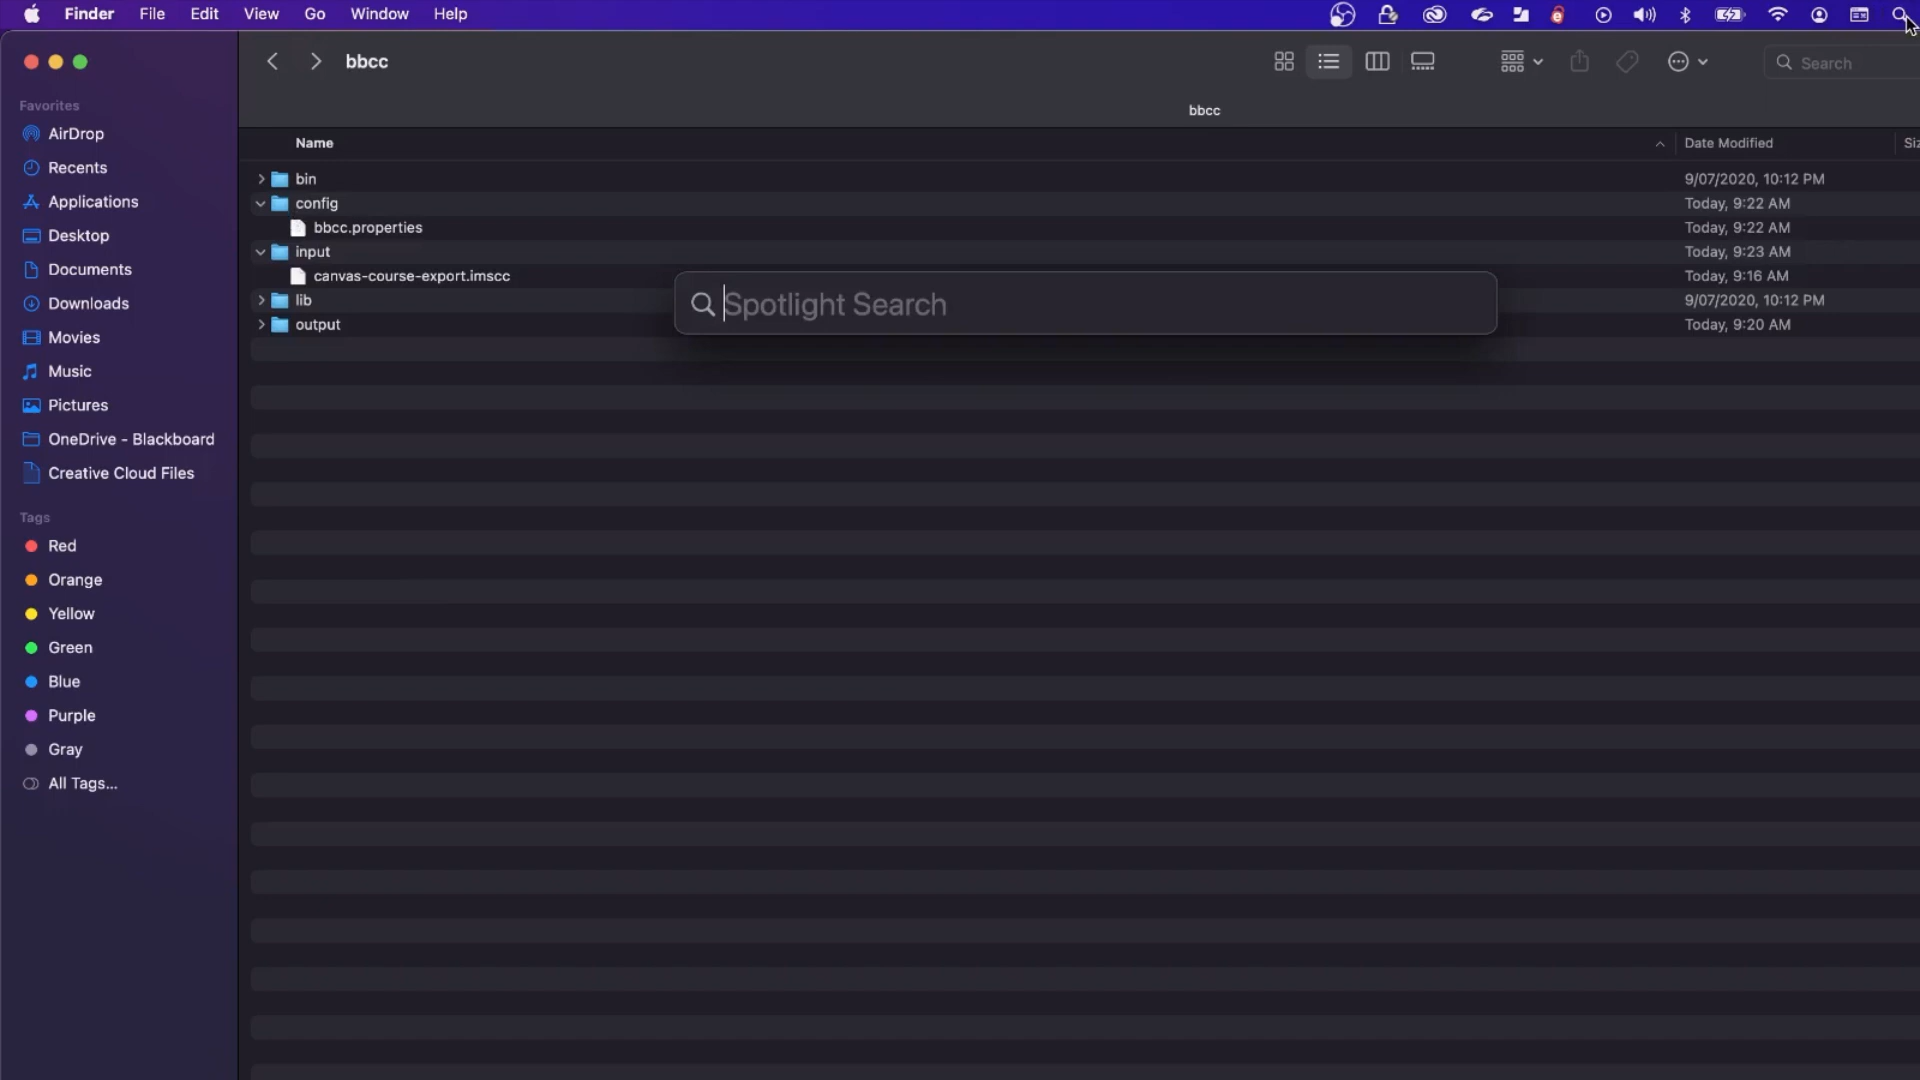 Finder File Edit View Go Window Help
bbcc
Search
Favorites
AirDrop
Recents
Applications
Desktop
Documents
Downloads
Movies
Music
Pictures
OneDrive - Blackboard
Creative Cloud Files
Tags
Red
Orange
Yellow
Green
Blue
Purple
Gray
All Tags...
bbcc
Name Date Modified
bin 9/07/2020, 10:12 PM
config Today, 9:22 AM
bbcc.properties Today, 9:22 AM
input Today, 9:23 AM
canvas-course-export.imscc Today, 9:16 AM
lib 9/07/2020, 10:12 PM
output Today, 9:20 AM
Spotlight Search